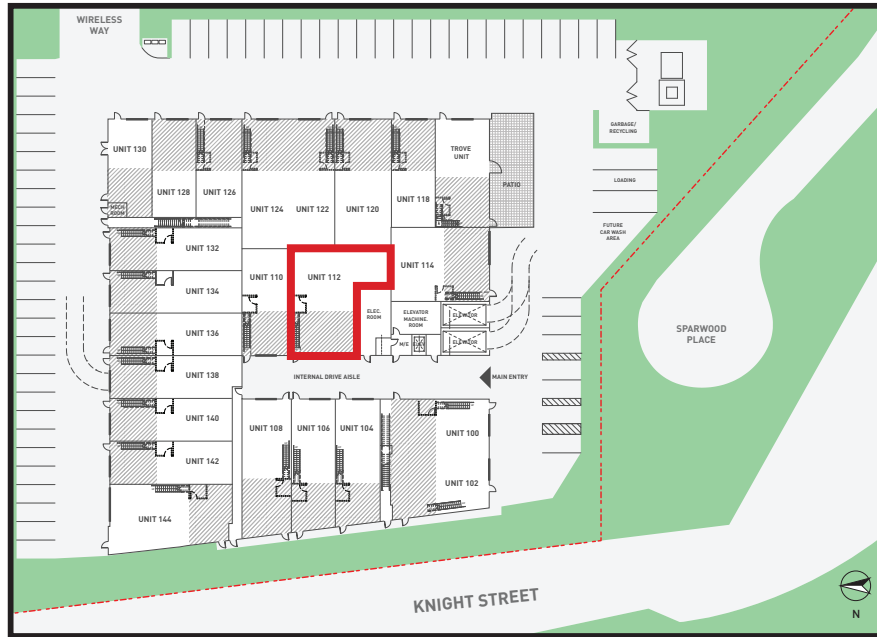 WIRELESS
WAY
GARBAGE/
RECYCLING
LOADING
FUTURE
CAR WASH
AREA
UNIT 130
TROVE
UNIT
PATIO
UNIT 128
UNIT 126
UNIT 118
MECH
ROOM
UNIT 124
UNIT 122
UNIT 120
UNIT 132
UNIT 110
UNIT 112
UNIT 114
UNIT 134
ELEC.
ROOM
ELEVATOR
MACHINE.
ROOM
ELEVATOR
UNIT 136
M/E
ELEV.
ELEVATOR
SPARWOOD
PLACE
UNIT 138
INTERNAL DRIVE AISLE
MAIN ENTRY
UNIT 140
UNIT 108
UNIT 106
UNIT 104
UNIT 100
UNIT 142
UNIT 102
UNIT 144
KNIGHT STREET
N